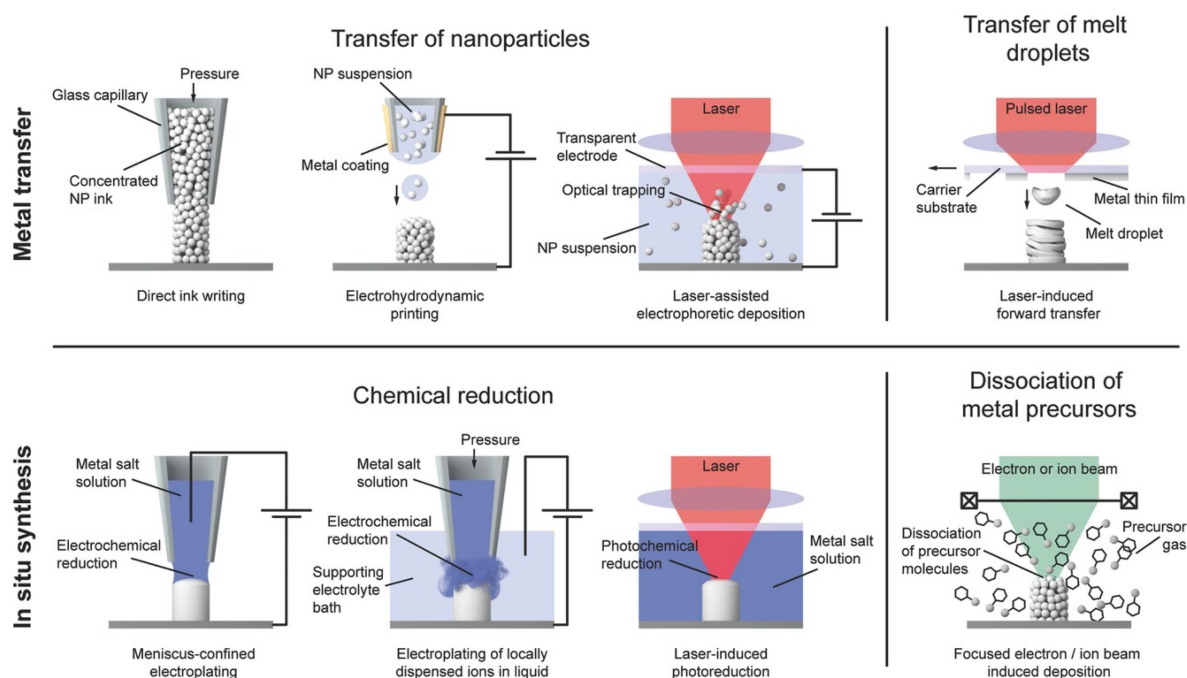 Transfer of nanoparticles
Transfer of melt
droplets
Metal transfer
Pressure
Glass capillary
Concentrated
NP ink
Direct ink writing
NP suspension
Metal coating
Electrohydrodynamic
printing
Laser
Transparent
electrode
Optical trapping
NP suspension
Laser-assisted
electrophoretic deposition
Pulsed laser
Carrier
substrate
Metal thin film
Melt droplet
Laser-induced
forward transfer
In situ synthesis
Chemical reduction
Dissociation of
metal precursors
Metal salt
solution
Electrochemical
reduction
Meniscus-confined
electroplating
Pressure
Metal salt
solution
Electrochemical
reduction
Supporting
electrolyte
bath
Electroplating of locally
dispensed ions in liquid
Laser
Photochemical
reduction
Metal salt
solution
Laser-induced
photoreduction
Electron or ion beam
Dissociation
of precursor
molecules
Precursor
gas
Focused electron / ion beam
induced deposition